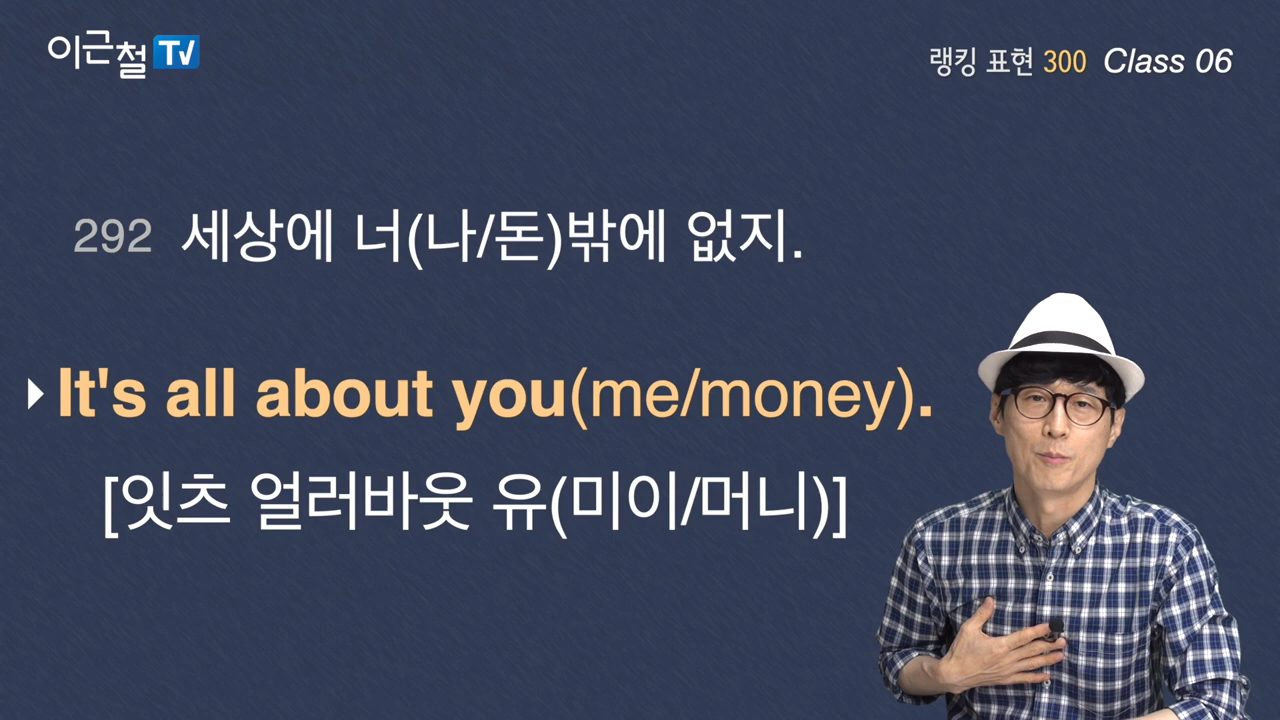 이근철 TV
랭킹 표현 300 Class 06
292 세상에 너(나/돈)밖에 없지.
It's all about you(me/money).
[잇츠 얼러바웃 유(미이/머니)]